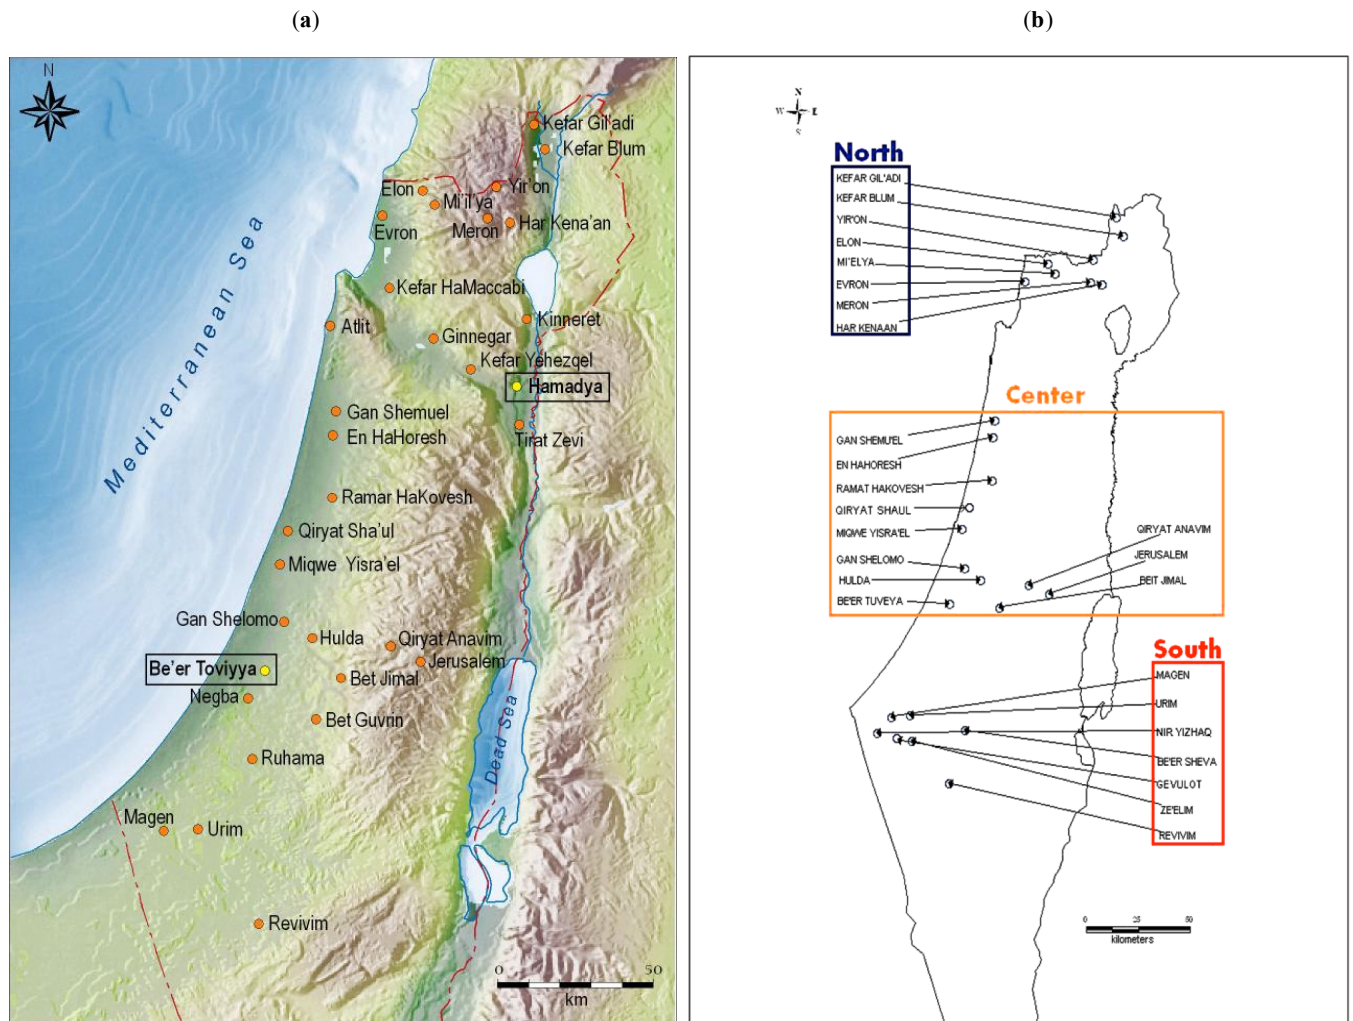 (a)
(b)
N
Kefar Gil'adi
Kefar Blum
Elon
Yir'on
Mi'il'ya
Evron
Meron
Har Kena'an
Mediterranean Sea
Kefar HaMaccabi
Atlit
Kinneret
Ginnegar
Kefar Yehezqel
Hamadya
Gan Shemuel
En HaHoresh
Tirat Zevi
Ramar HaKovesh
Qiryat Sha'ul
Miqwe Yisra'el
Gan Shelomo
Hulda
Qiryat Anavim
Jerusalem
Be'er Toviyya
Bet Jimal
Negba
Bet Guvrin
Dead Sea
Ruhama
Magen
Urim
Revivim
0 50
km
N
W E
S
North
KEFAR GIL'ADI
KEFAR BLUM
YIR'ON
ELON
MI'ELYA
EVRON
MERON
HAR KENAAN
Center
GAN SHEMU'EL
EN HAHORESH
RAMAT HAKOVESH
QIRYAT SHAUL
MIQWE YISRA'EL
GAN SHELOMO
HULDA
BE'ER TUVEYA
QIRYAT ANAVIM
JERUSALEM
BEIT JIMAL
South
MAGEN
URIM
NIR YIZHAQ
BE'ER SHEVA
GEVULOT
ZE'ELIM
REVIVIM
0 25 50
kilometers